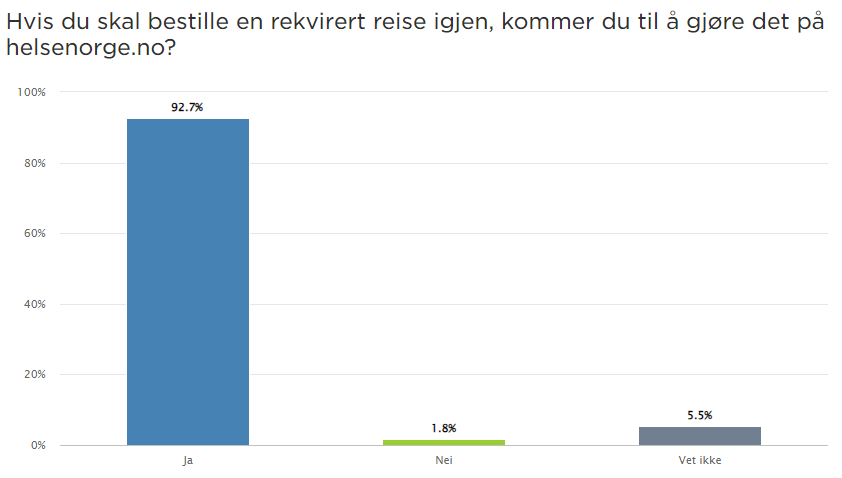 Hvis du skal bestille en rekvirert reise igjen, kommer du til å gjøre det på
helsenorge.no?
100%
92.7%
80%
60%
40%
20%
5.5%
1.8%
0%
Ja
Nei
Vet ikke